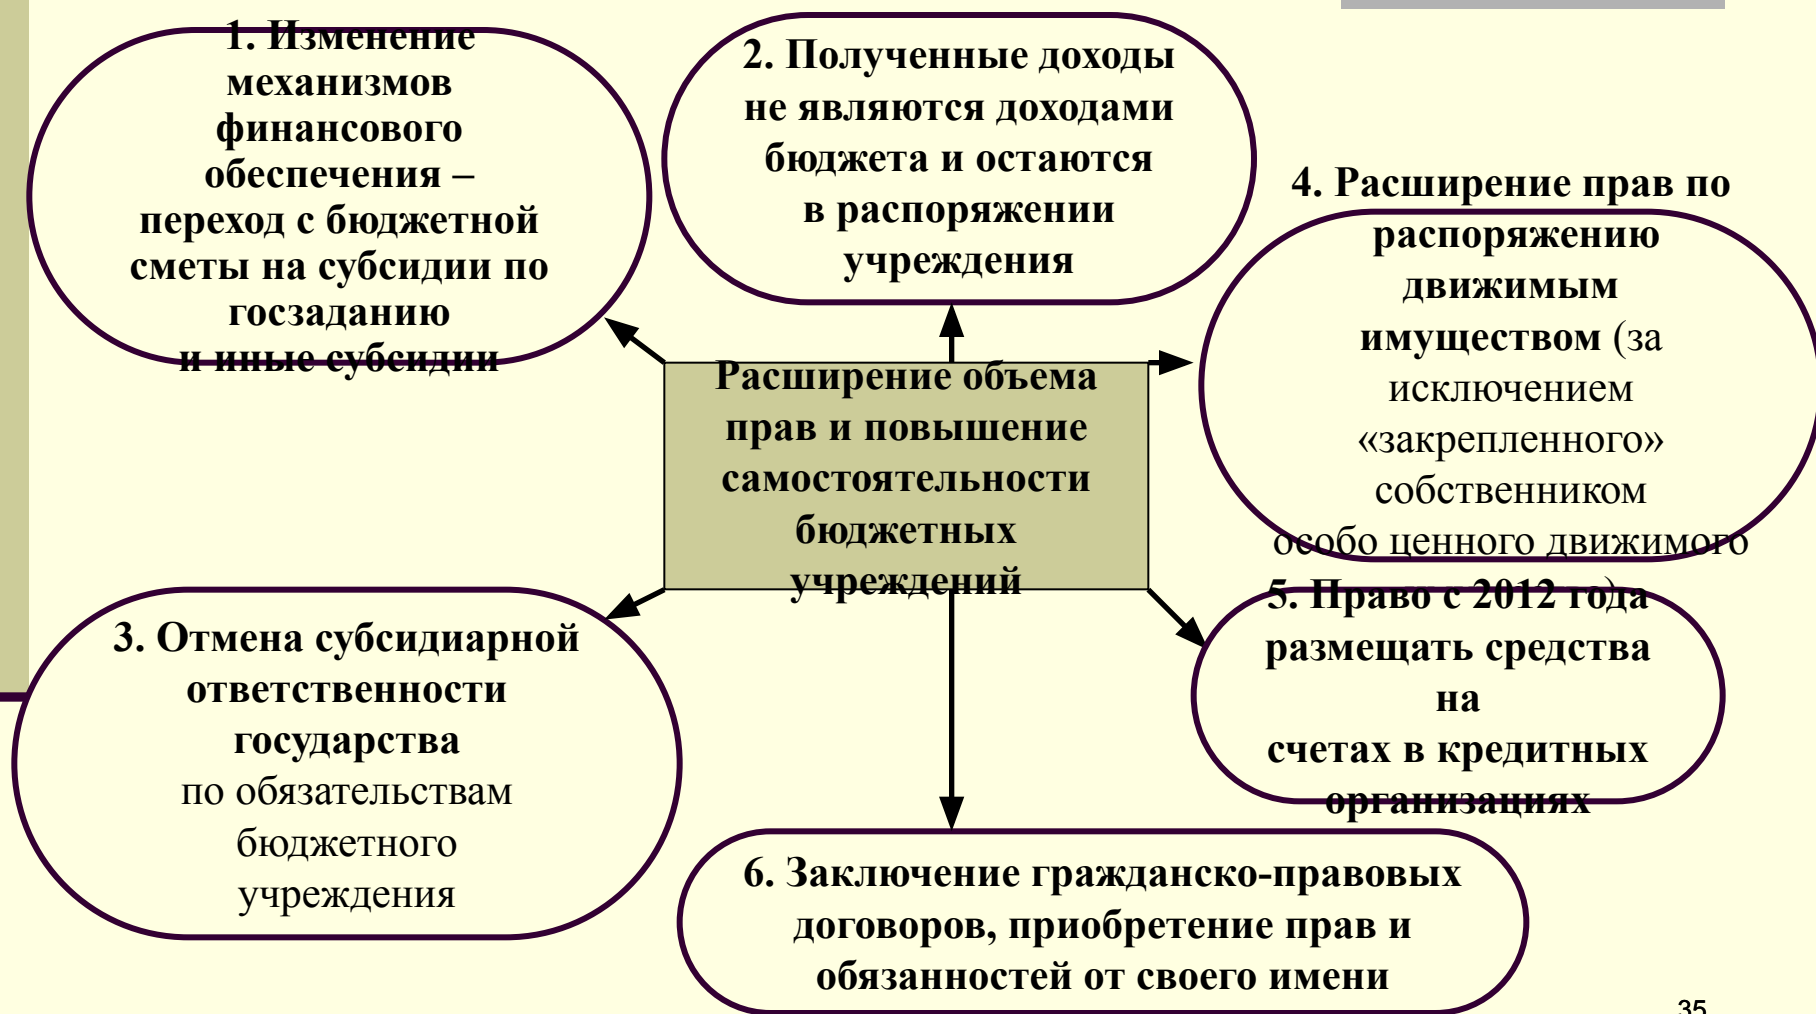 1. Изменение
механизмов
финансового
обеспечения –
переход с бюджетной
сметы на субсидии по
госзаданию
и иные субсидии
2. Полученные доходы
не являются доходами
бюджета и остаются
в распоряжении
учреждения
4. Расширение прав по
распоряжению
движимым
имуществом (за
исключением
«закрепленного»
собственником
особо ценного движимого
Расширение объема
прав и повышение
самостоятельности
бюджетных
учреждений
3. Отмена субсидиарной
ответственности
государства
по обязательствам
бюджетного
учреждения
5. Право с 2012 года
размещать средства
на
счетах в кредитных
организациях
6. Заключение гражданско-правовых
договоров, приобретение прав и
обязанностей от своего имени
35